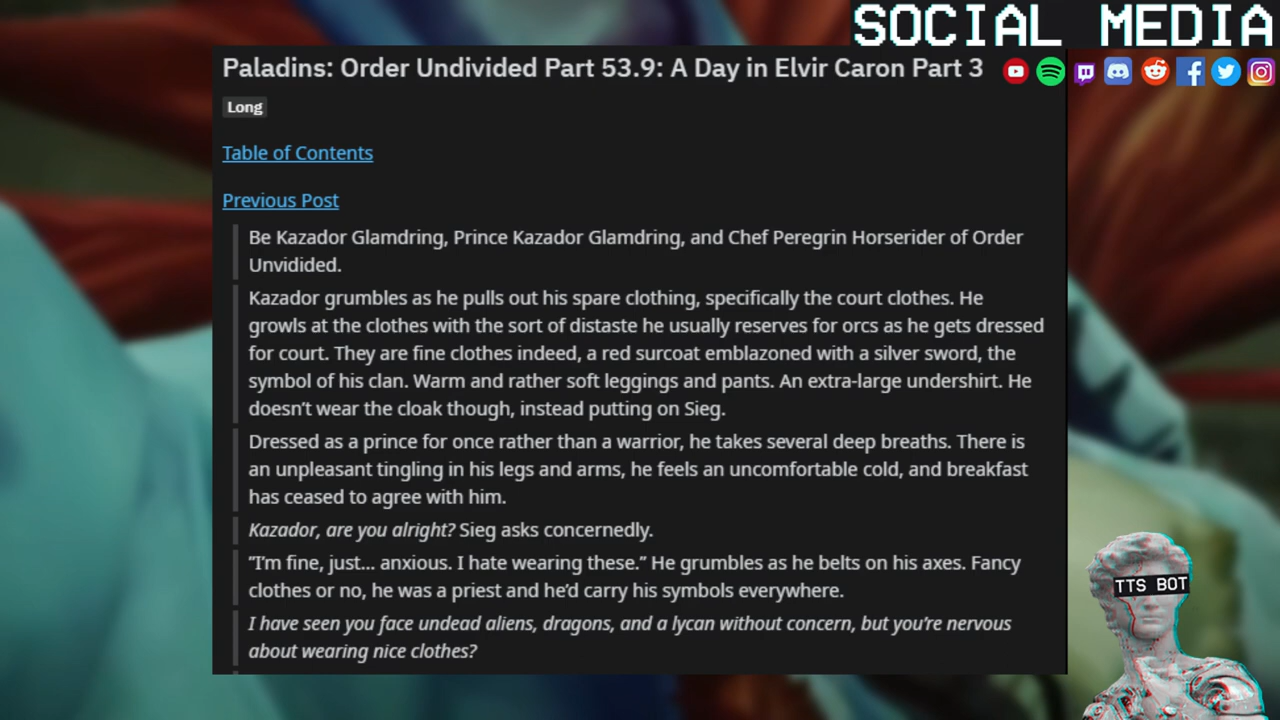 SOCIAL MEDIA
Paladins: Order Undivided Part 53.9: A Day in Elvir Caron Part 3
Long
Table of Contents
Previous Post
Be Kazador Glamdring, Prince Kazador Glamdring, and Chef Peregrin Horserider of Order
Unvidided.
Kazador grumbles as he pulls out his spare clothing, specifically the court clothes. He
growls at the clothes with the sort of distaste he usually reserves for orcs as he gets dressed
for court. They are fine clothes indeed, a red surcoat emblazoned with a silver sword, the
symbol of his clan. Warm and rather soft leggings and pants. An extra-large undershirt. He
doesn’t wear the cloak though, instead putting on Sieg.
Dressed as a prince for once rather than a warrior, he takes several deep breaths. There is
an unpleasant tingling in his legs and arms, he feels an uncomfortable cold, and breakfast
has ceased to agree with him.
Kazador, are you alright? Sieg asks concernedly.
“I’m fine, just... anxious. I hate wearing these.” He grumbles as he belts on his axes. Fancy
clothes or no, he was a priest and he’d carry his symbols everywhere.
I have seen you face undead aliens, dragons, and a lycan without concern, but you’re nervous
about wearing nice clothes?
TTS BOT